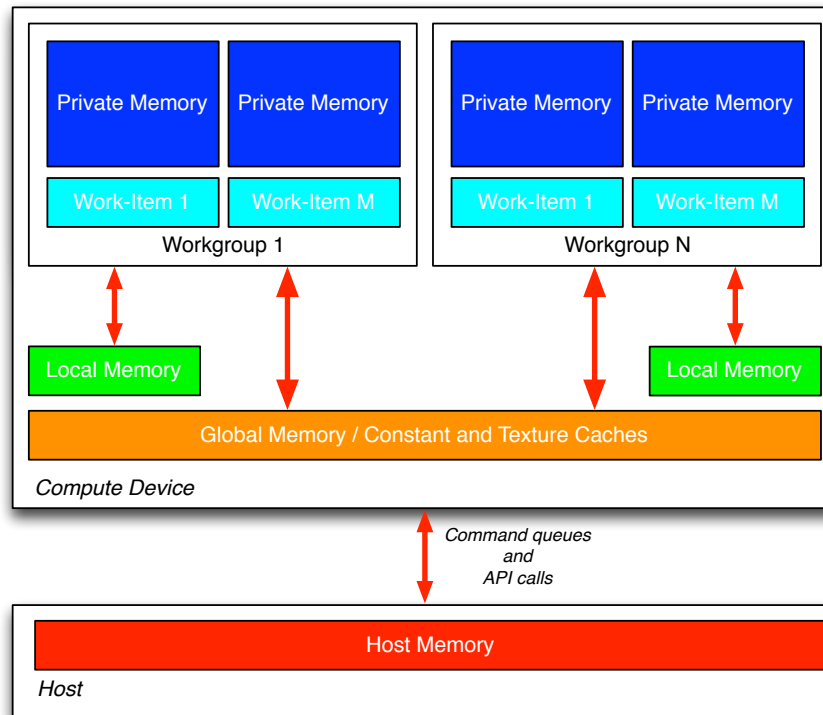 Private Memory
Private Memory
Private Memory
Private Memory
Work-Item 1
Work-Item M
Work-Item 1
Work-Item M
Workgroup 1
Workgroup N
Local Memory
Local Memory
Global Memory / Constant and Texture Caches
Compute Device
Command queues
and
API calls
Host Memory
Host